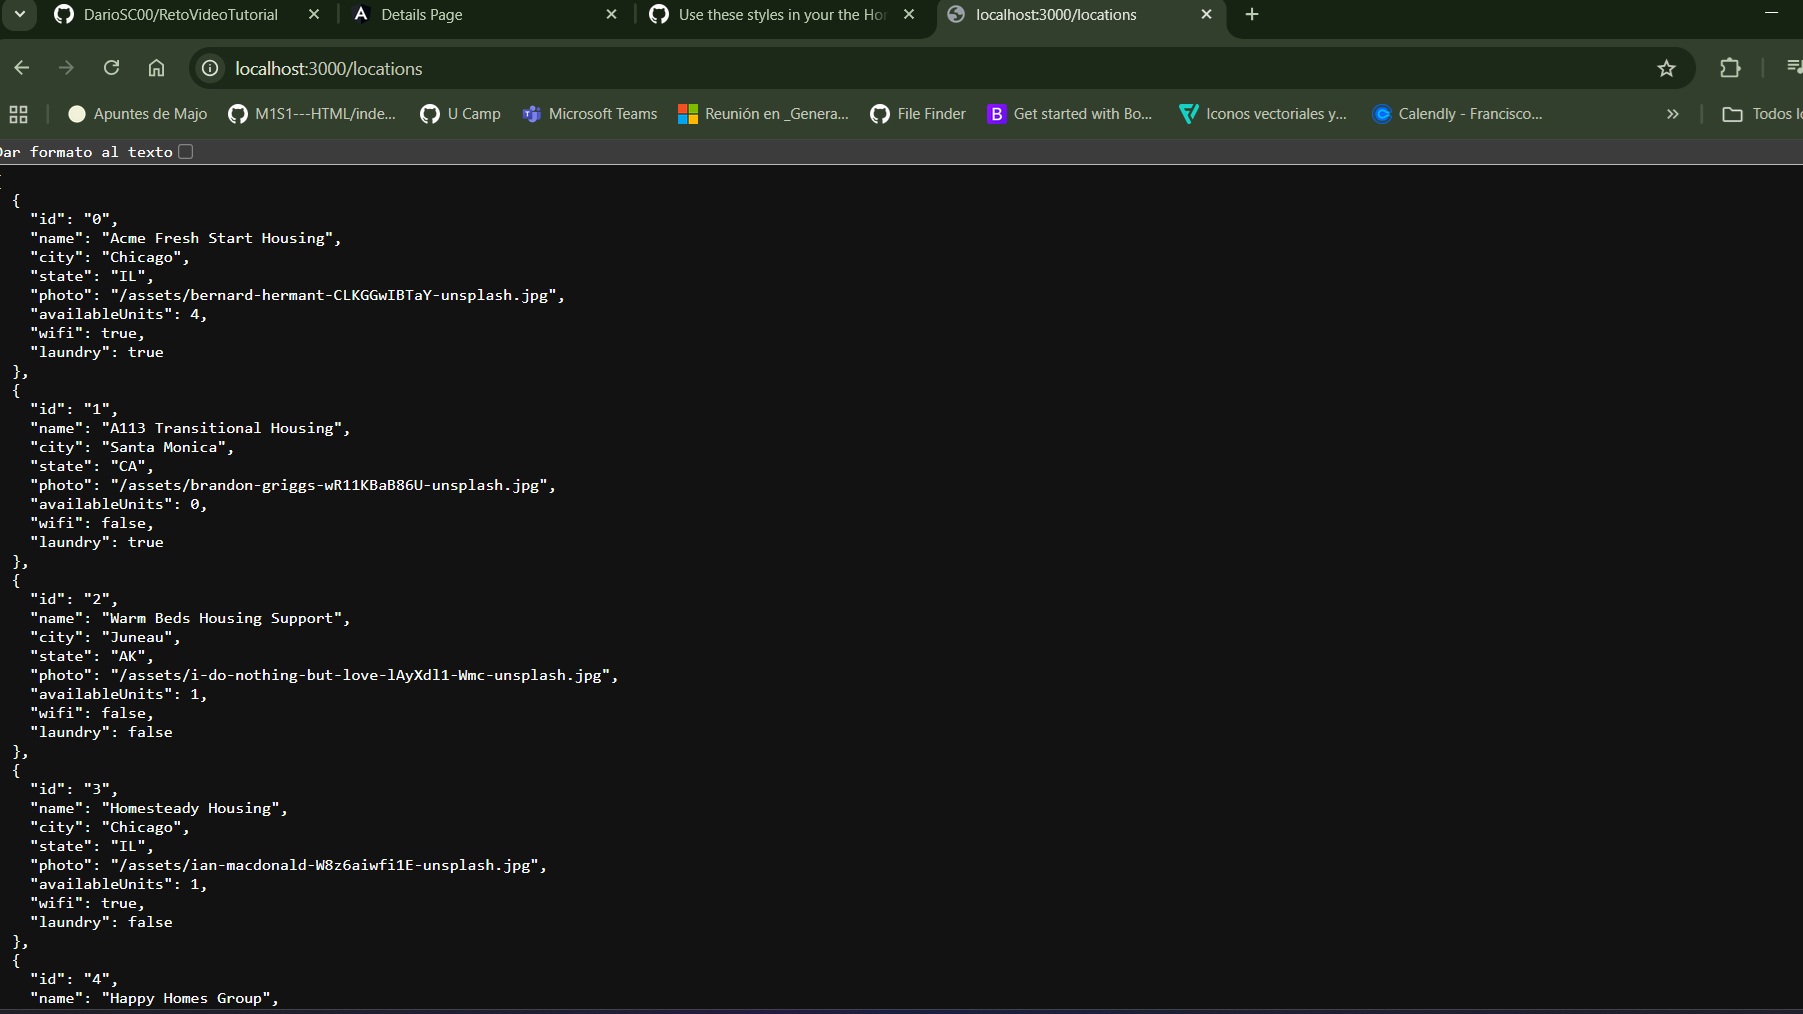 DarioSC00/RetoVideoTutorial
Details Page
Use these styles in your the Hor
localhost:3000/locations
localhost:3000/locations
Apuntes de Majo
M1S1---HTML/inde...
U Camp
Microsoft Teams
Reunión en _Genera...
File Finder
Get started with Bo...
Iconos vectoriales y...
Calendly - Francisco...
Todos
Dar formato al texto
{
"id": "0",
"name": "Acme Fresh Start Housing",
"city": "Chicago",
"state": "IL",
"photo": "/assets/bernard-hermant-CLKGGwIBTaY-unsplash.jpg",
"availableUnits": 4,
"wifi": true,
"laundry": true
},
{
"id": "1",
"name": "A113 Transitional Housing",
"city": "Santa Monica",
"state": "CA",
"photo": "/assets/brandon-griggs-wR11KBaB86U-unsplash.jpg",
"availableUnits": 0,
"wifi": false,
"laundry": true
},
{
"id": "2",
"name": "Warm Beds Housing Support",
"city": "Juneau",
"state": "AK",
"photo": "/assets/i-do-nothing-but-love-lAyXdl1-Wmc-unsplash.jpg",
"availableUnits": 1,
"wifi": false,
"laundry": false
},
{
"id": "3",
"name": "Homesteady Housing",
"city": "Chicago",
"state": "IL",
"photo": "/assets/ian-macdonald-W8z6aiwfi1E-unsplash.jpg",
"availableUnits": 1,
"wifi": true,
"laundry": false
},
{
"id": "4",
"name": "Happy Homes Group",